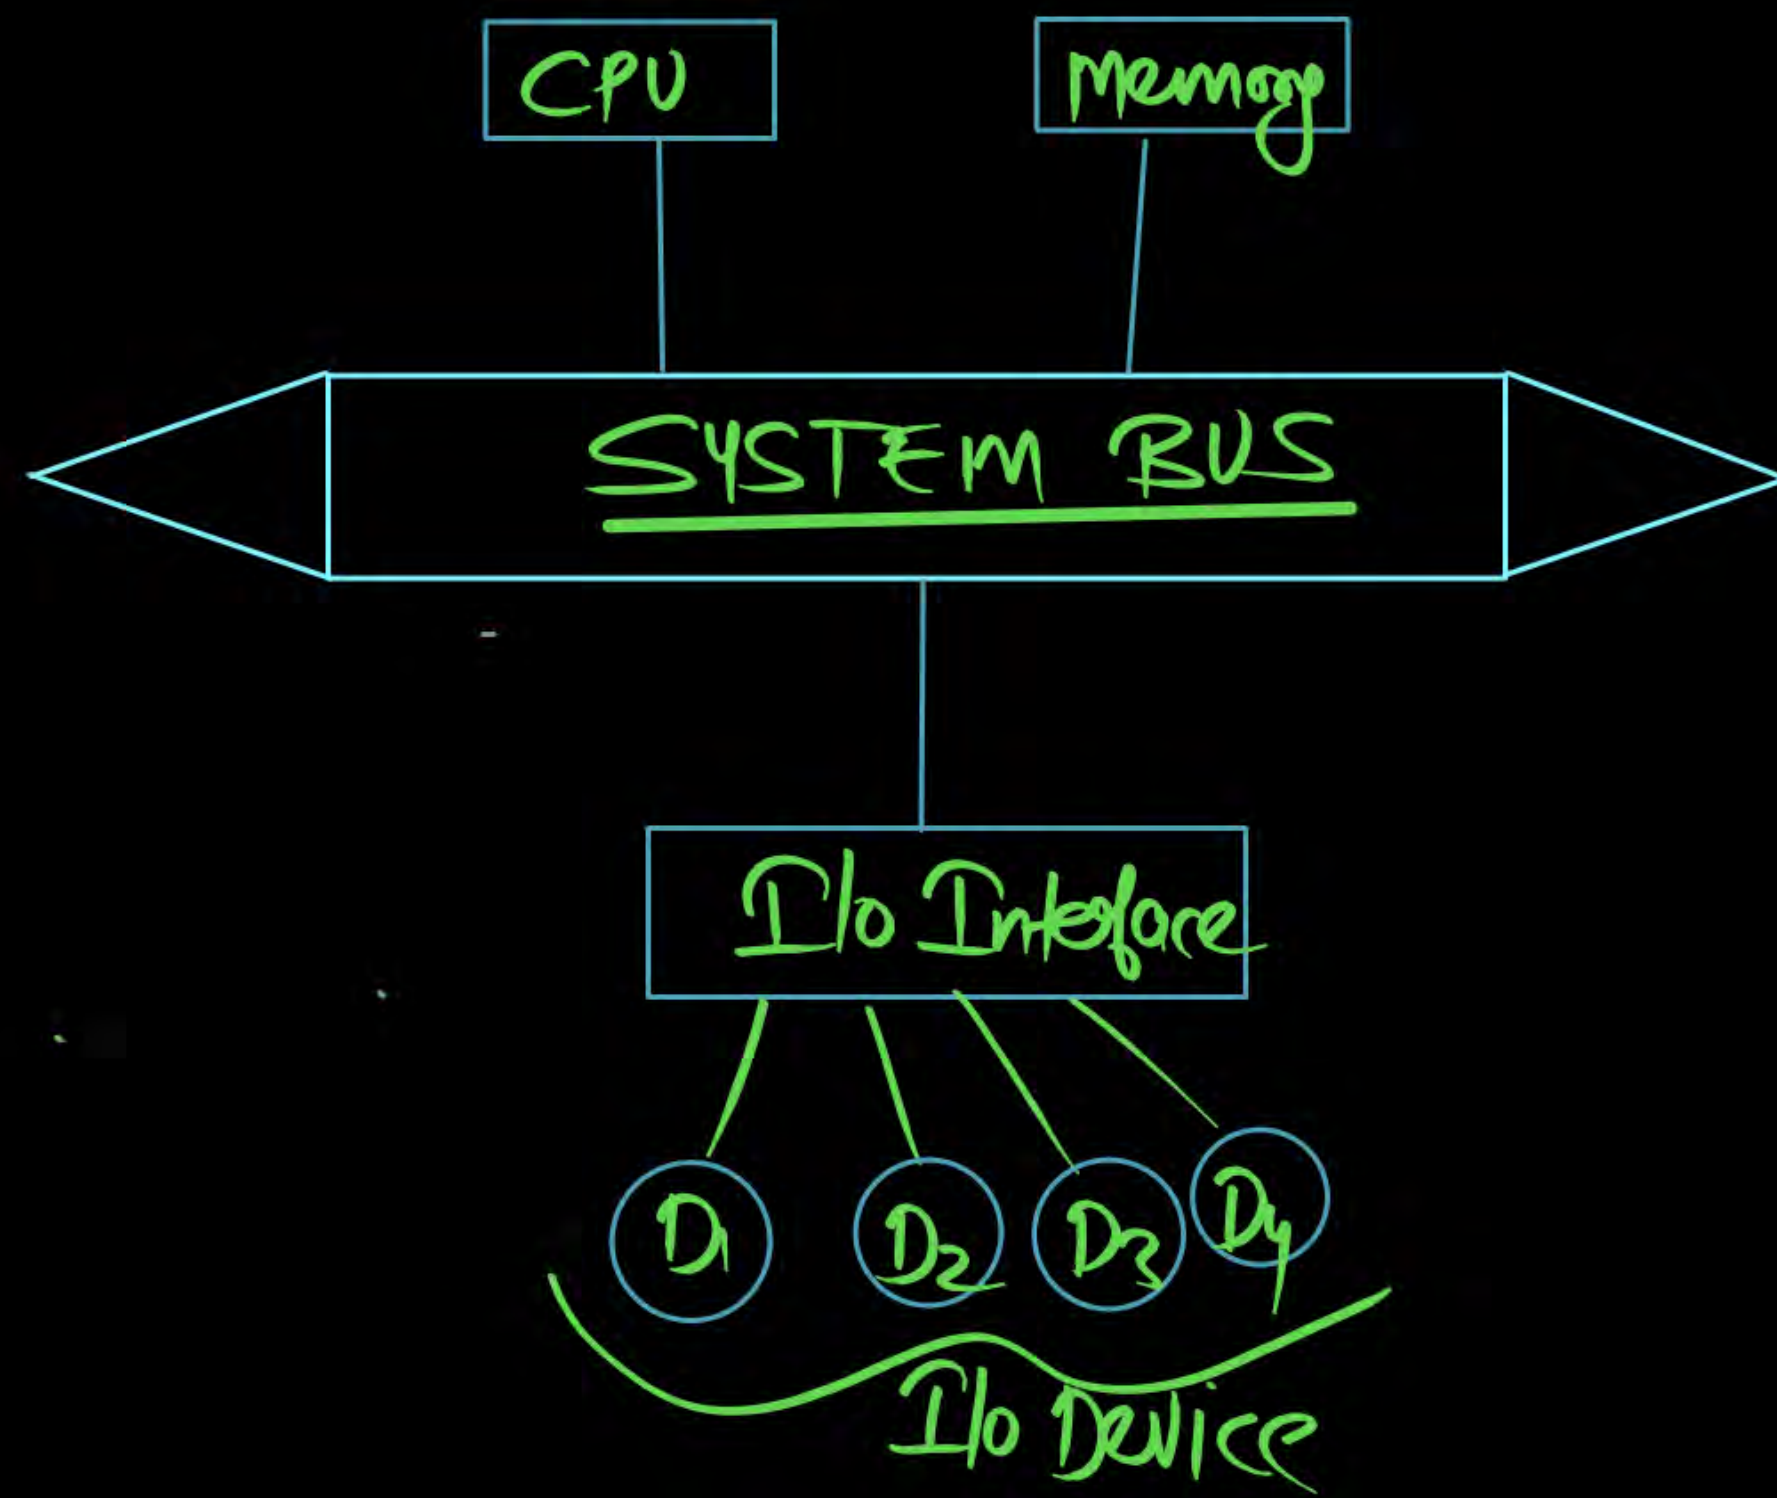 CPU
Memory
SYSTEM BUS
I/o Interface
D1
D2
D3
D4
I/o Device